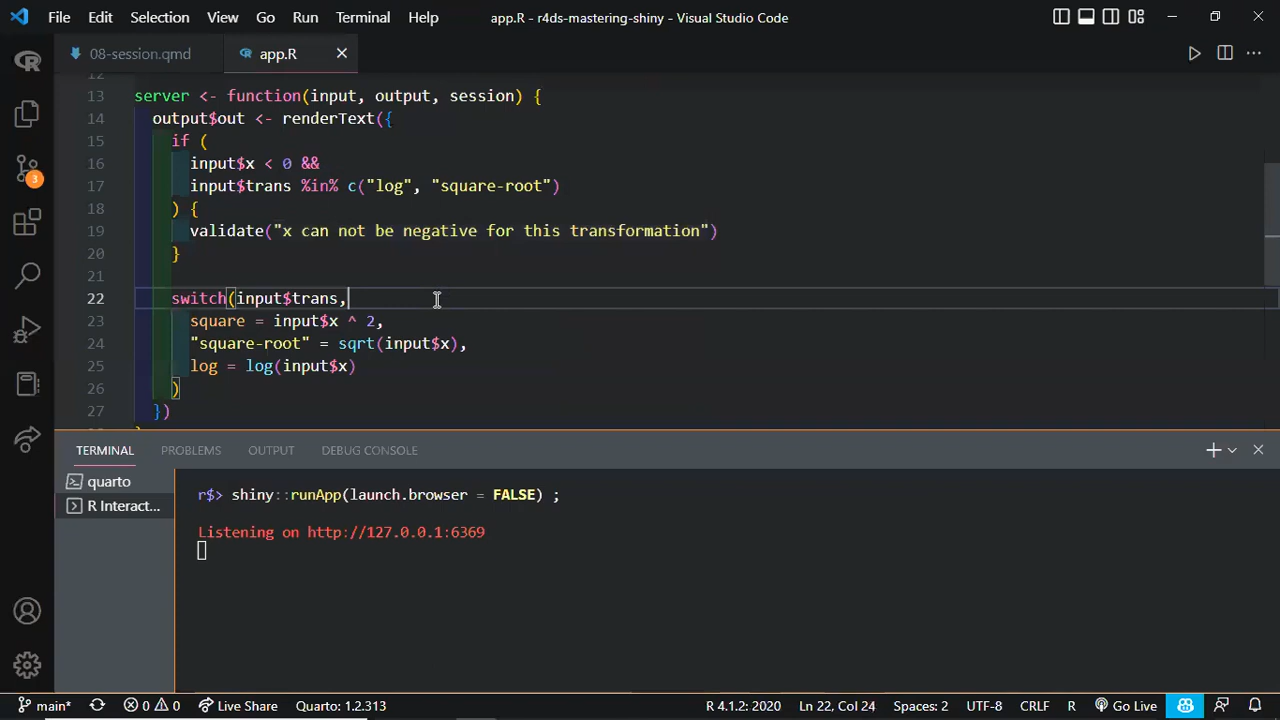 File Edit Selection View Go Run Terminal Help app.R - r4ds-mastering-shiny - Visual Studio Code
08-session.qmd app.R
13 server <- function(input, output, session) {
14 output$out <- renderText({
15 if (
16 input$x < 0 &&
17 input$trans %in% c("log", "square-root")
18 ) {
19 validate("x can not be negative for this transformation")
20 }
21
22 switch(input$trans,
23 square = input$x ^ 2,
24 "square-root" = sqrt(input$x),
25 log = log(input$x)
26 )
27 })
TERMINAL PROBLEMS OUTPUT DEBUG CONSOLE
quarto
R Interact...
r$> shiny::runApp(launch.browser = FALSE) ;
Listening on http://127.0.0.1:6369
3
main* 0 0 Live Share Quarto: 1.2.313 R 4.1.2: 2020 Ln 22, Col 24 Spaces: 2 UTF-8 CRLF R Go Live